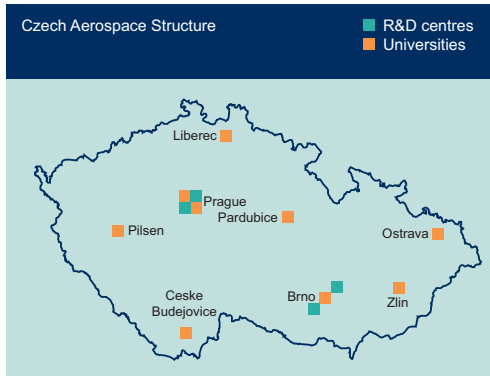 Czech Aerospace Structure
R&D centres
Universities
Liberec
Prague
Pardubice
Pilsen
Ostrava
Ceske
Budejovice
Brno
Zlin